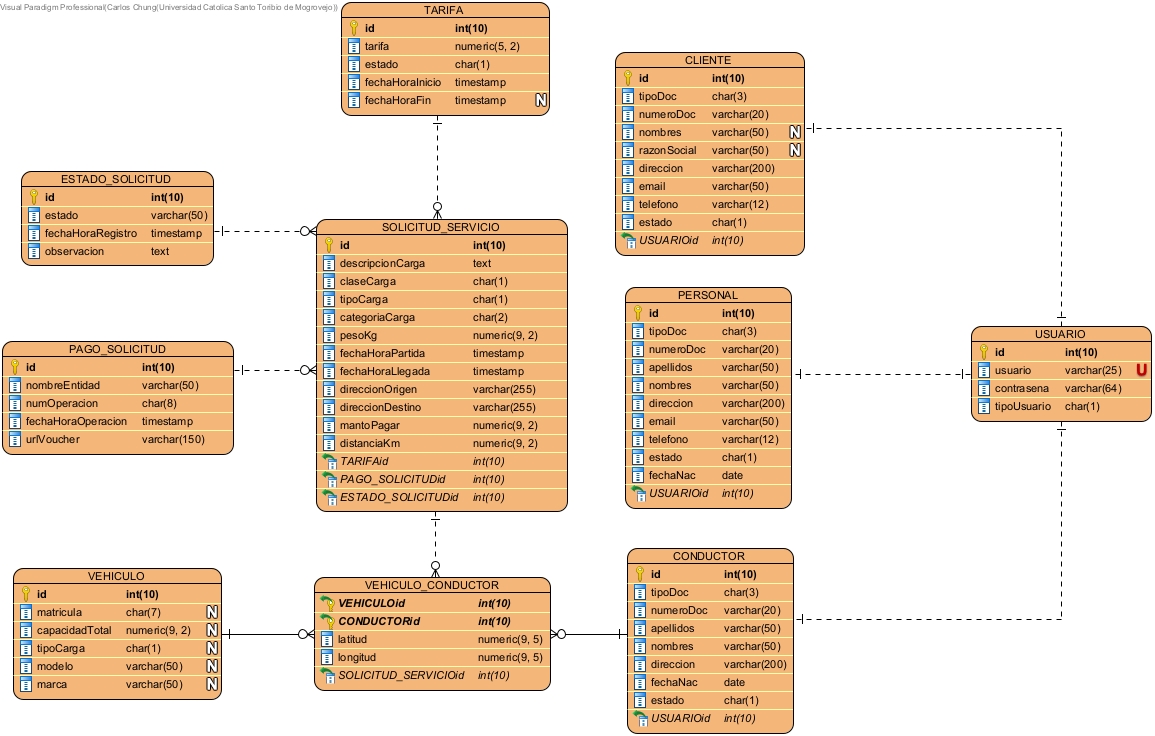 Visual Paradigm Professional(Carlos Chung(Universidad Catolica Santo Toribio de Mogrovejo))
TARIFA
id int(10)
tarifa numeric(5, 2)
estado char(1)
fechaHoraInicio timestamp
fechaHoraFin timestamp N
CLIENTE
id int(10)
tipoDoc char(3)
numeroDoc varchar(20)
nombres varchar(50) N
razonSocial varchar(50) N
direccion varchar(200)
email varchar(50)
telefono varchar(12)
estado char(1)
USUARIOid int(10)
ESTADO_SOLICITUD
id int(10)
estado varchar(50)
fechaHoraRegistro timestamp
observacion text
SOLICITUD_SERVICIO
id int(10)
descripcionCarga text
claseCarga char(1)
tipoCarga char(1)
categoriaCarga char(2)
pesoKg numeric(9, 2)
fechaHoraPartida timestamp
fechaHoraLlegada timestamp
direccionOrigen varchar(255)
direccionDestino varchar(255)
mantoPagar numeric(9, 2)
distanciaKm numeric(9, 2)
TARIFAid int(10)
PAGO_SOLICITUDid int(10)
ESTADO_SOLICITUDid int(10)
PERSONAL
id int(10)
tipoDoc char(3)
numeroDoc varchar(20)
apellidos varchar(50)
nombres varchar(50)
direccion varchar(200)
email varchar(50)
telefono varchar(12)
estado char(1)
fechaNac date
USUARIOid int(10)
USUARIO
id int(10)
usuario varchar(25) U
contrasena varchar(64)
tipoUsuario char(1)
PAGO_SOLICITUD
id int(10)
nombreEntidad varchar(50)
numOperacion char(8)
fechaHoraOperacion timestamp
urlVoucher varchar(150)
VEHICULO
id int(10)
matricula char(7) N
capacidadTotal numeric(9, 2) N
tipoCarga char(1) N
modelo varchar(50) N
marca varchar(50) N
VEHICULO_CONDUCTOR
VEHICULOid int(10)
CONDUCTORid int(10)
latitud numeric(9, 5)
longitud numeric(9, 5)
SOLICITUD_SERVICIOid int(10)
CONDUCTOR
id int(10)
tipoDoc char(3)
numeroDoc varchar(20)
apellidos varchar(50)
nombres varchar(50)
direccion varchar(200)
fechaNac date
estado char(1)
USUARIOid int(10)